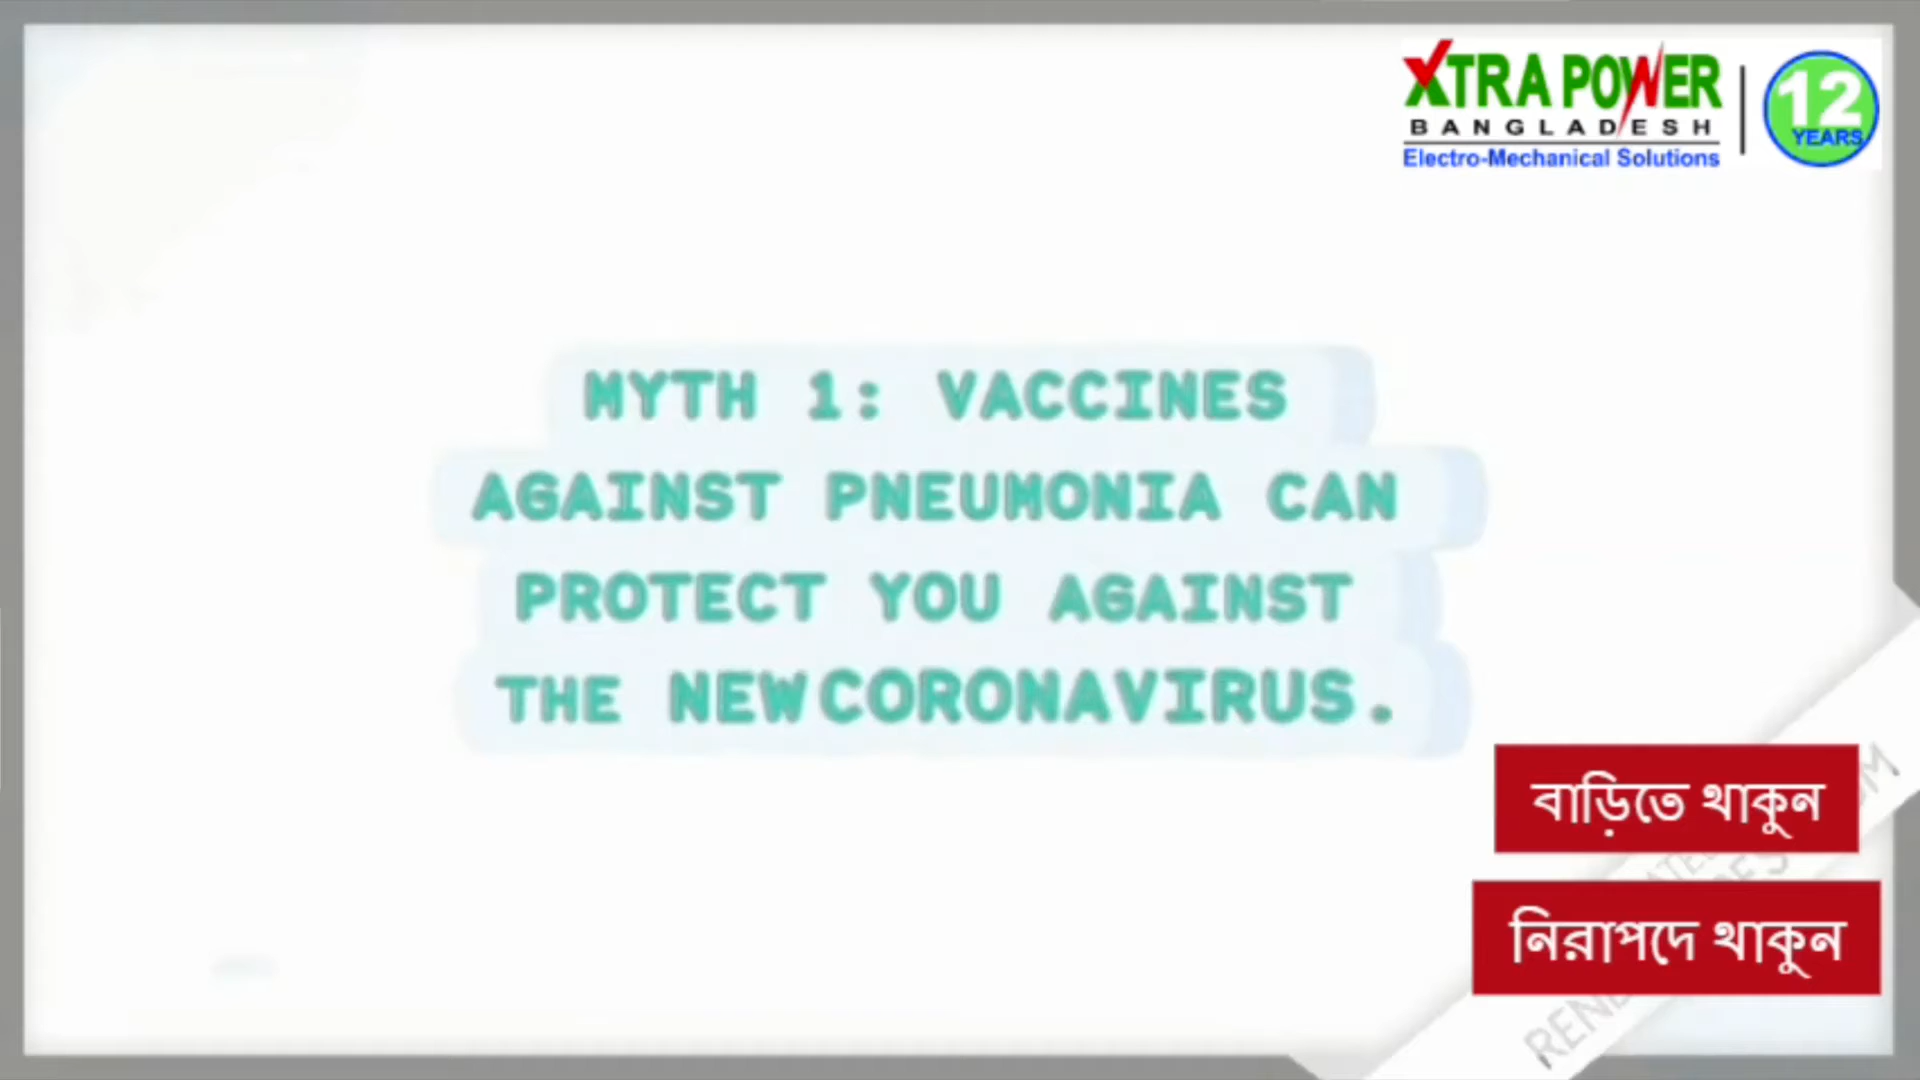 XTRA POWER
BANGLADESH
Electro-Mechanical Solutions
12
YEARS
MYTH 1: VACCINES
AGAINST PNEUMONIA CAN
PROTECT YOU AGAINST
THE NEW CORONAVIRUS.
বাড়িতে থাকুন
নিরাপদে থাকুন